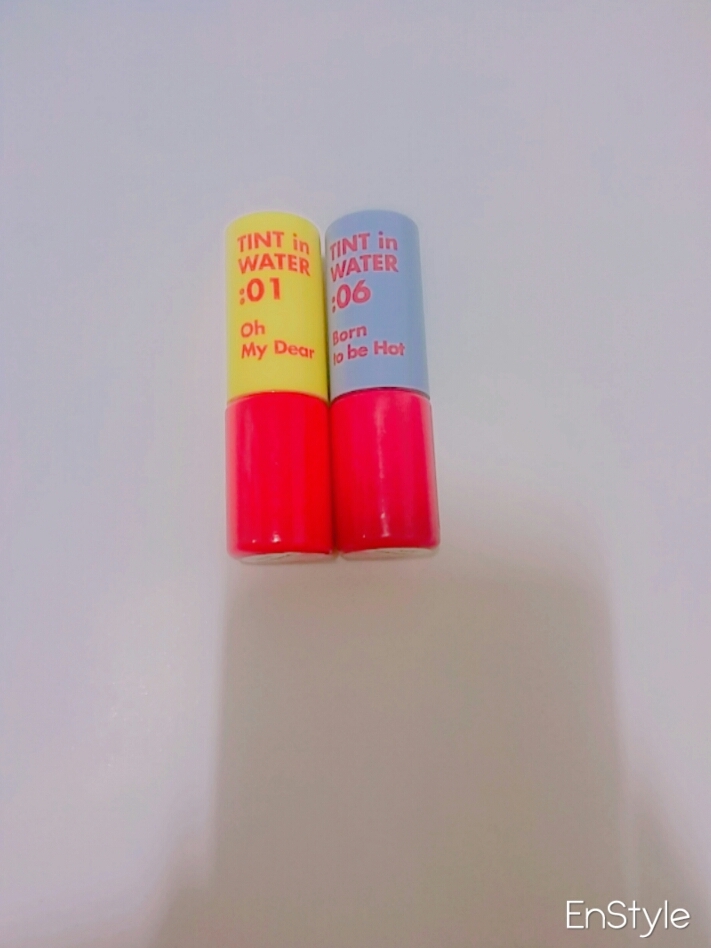 TINT in
WATER
:01
Oh
My Dear
TINT in
WATER
:06
Born
to be Hot
EnStyle